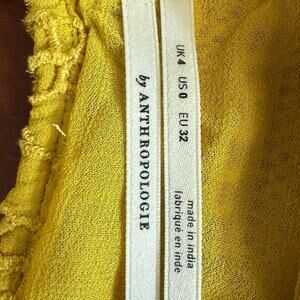 by ANTHROPOLOGIE
UK 4 US 0 EU 32
made in india
fabriqué en inde